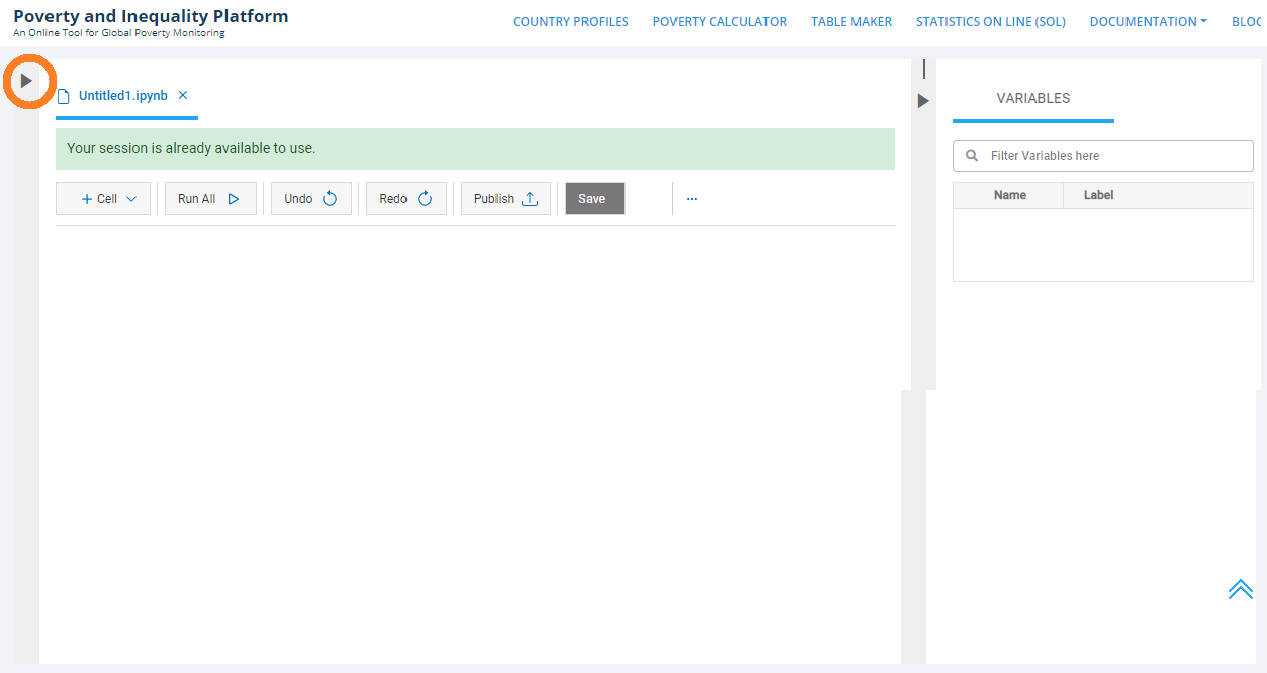 Poverty and Inequality Platform
An Online Tool for Global Poverty Monitoring
COUNTRY PROFILES POVERTY CALCULATOR TABLE MAKER STATISTICS ON LINE (SOL) DOCUMENTATION BLOG
Untitled1.ipynb
Your session is already available to use.
+ Cell Run All Undo Redo Publish Save ...
VARIABLES
Filter Variables here
Name Label